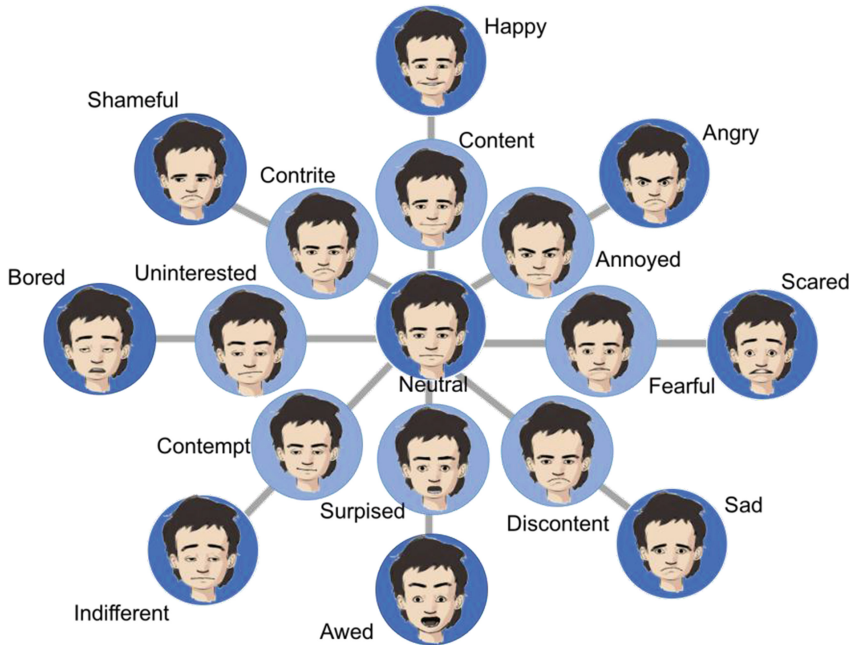 Happy
Shameful
Content
Angry
Contrite
Annoyed
Bored
Uninterested
Scared
Neutral
Fearful
Contempt
Surpised
Discontent
Sad
Indifferent
Awed